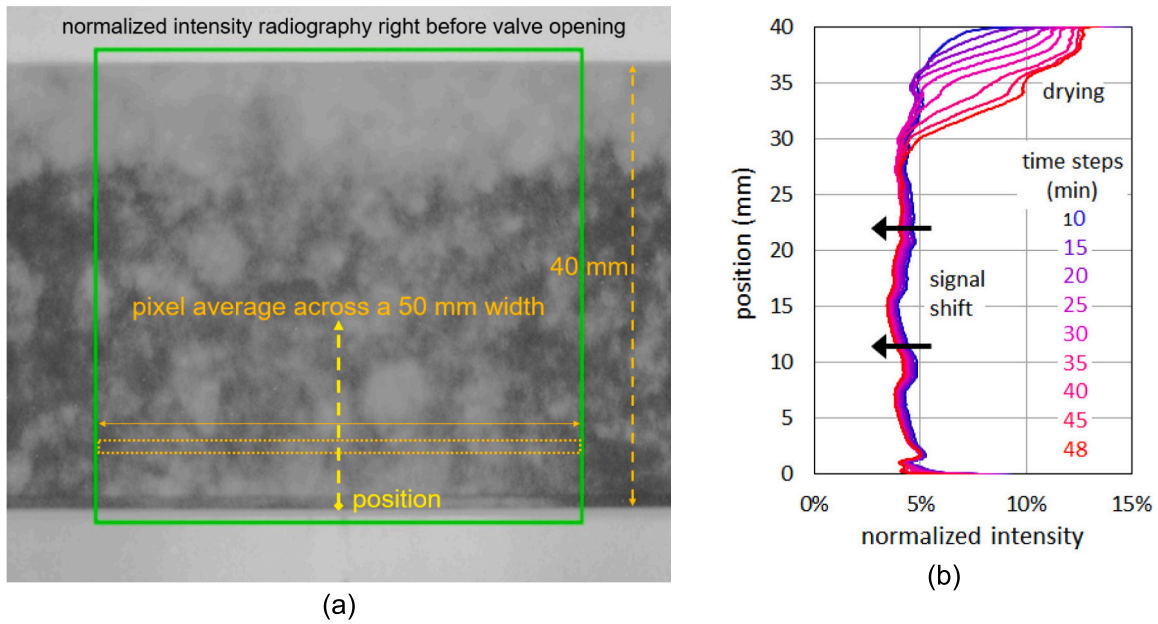 normalized intensity radiography right before valve opening
40 mm
pixel average across a 50 mm width
position
(a)
position (mm)
40
35
30
25
20
15
10
5
0
0%
5%
10%
15%
normalized intensity
drying
time steps
(min)
10
15
20
25
30
35
40
45
48
signal
shift
(b)